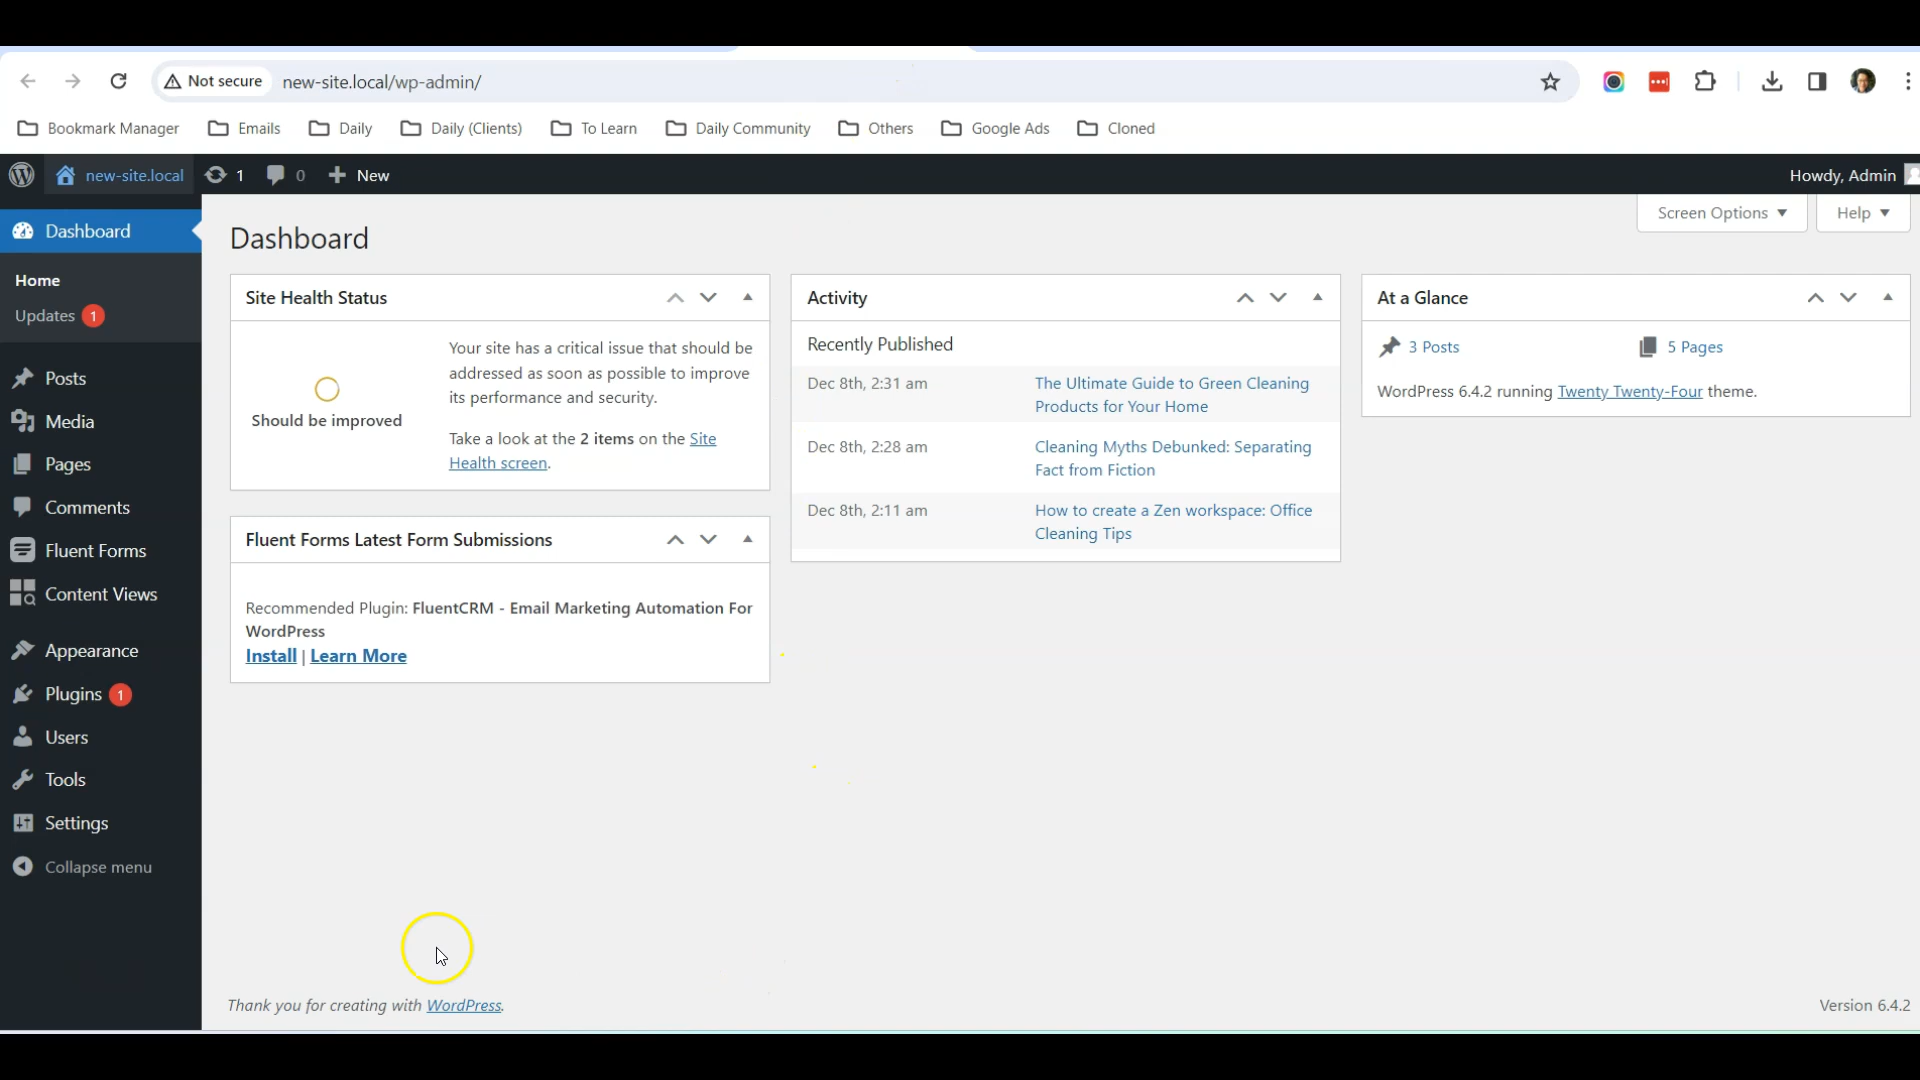 Not secure
new-site.local/wp-admin/
Bookmark Manager
Emails
Daily
Daily (Clients)
To Learn
Daily Community
Others
Google Ads
Cloned
new-site.local
1
0
New
Howdy, Admin
Dashboard
Home
Updates 1
Posts
Media
Pages
Comments
Fluent Forms
Content Views
Appearance
Plugins 1
Users
Tools
Settings
Collapse menu
Screen Options
Help
Dashboard
Site Health Status
Should be improved
Your site has a critical issue that should be
addressed as soon as possible to improve
its performance and security.
Take a look at the 2 items on the Site
Health screen.
Fluent Forms Latest Form Submissions
Recommended Plugin: FluentCRM - Email Marketing Automation For
WordPress
Install | Learn More
Activity
Recently Published
Dec 8th, 2:31 am
The Ultimate Guide to Green Cleaning
Products for Your Home
Dec 8th, 2:28 am
Cleaning Myths Debunked: Separating
Fact from Fiction
Dec 8th, 2:11 am
How to create a Zen workspace: Office
Cleaning Tips
At a Glance
3 Posts
5 Pages
WordPress 6.4.2 running Twenty Twenty-Four theme.
Thank you for creating with WordPress.
Version 6.4.2